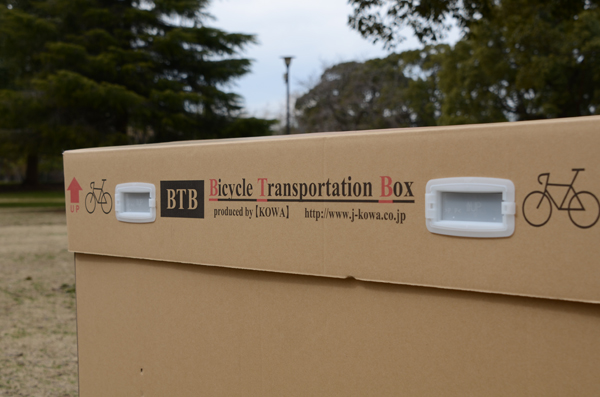 UP
BTB
Bicycle Transportation Box
produced by【KOWA】 http://www.j-kowa.co.jp